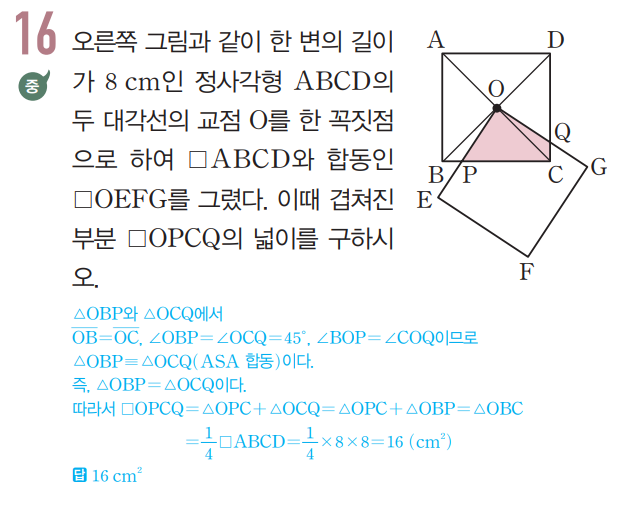 16
중
오른쪽 그림과 같이 한 변의 길이
가 8 cm인 정사각형 ABCD의
두 대각선의 교점 O를 한 꼭짓점
으로 하여 □ABCD와 합동인
□OEFG를 그렸다. 이때 겹쳐진
부분 □OPCQ의 넓이를 구하시
오.
A D
O
Q
B P C G
E
F
△OBP와 △OCQ에서
O͞B͞=O͞C͞, ∠OBP=∠OCQ=45°, ∠BOP=∠COQ이므로
△OBP≡△OCQ(ASA 합동)이다.
즉, △OBP=△OCQ이다.
따라서 □OPCQ=△OPC+△OCQ=△OPC+△OBP=△OBC
=1/4□ABCD=1/4×8×8=16 (cm²)
답 16 cm²